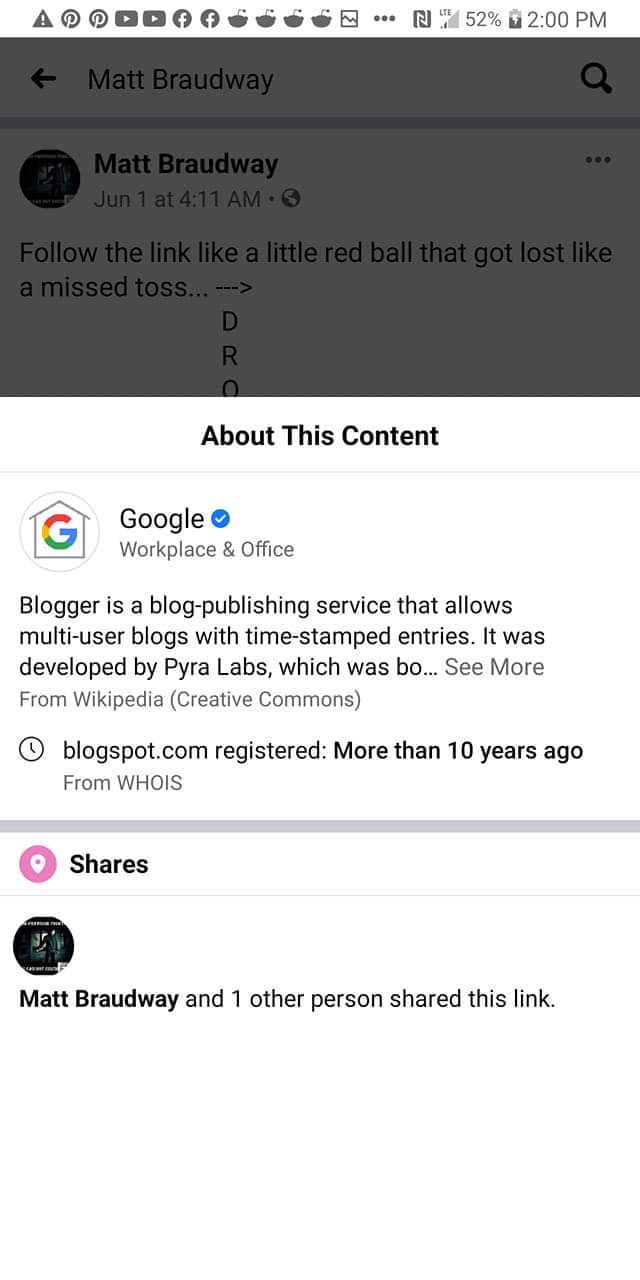 LTE 52% 2:00 PM
Matt Braudway
Matt Braudway
Jun 1 at 4:11 AM •
Follow the link like a little red ball that got lost like
a missed toss... --->
D
R
O
About This Content
Google
Workplace & Office
Blogger is a blog-publishing service that allows
multi-user blogs with time-stamped entries. It was
developed by Pyra Labs, which was bo... See More
From Wikipedia (Creative Commons)
blogspot.com registered: More than 10 years ago
From WHOIS
Shares
Matt Braudway and 1 other person shared this link.